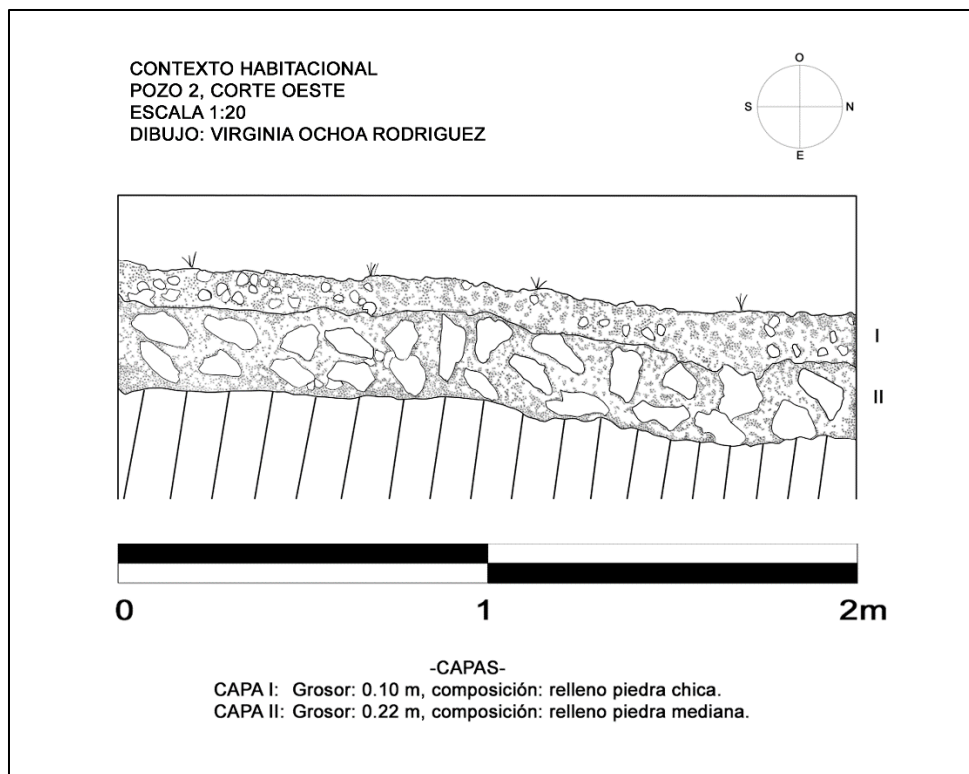 CONTEXTO HABITACIONAL
POZO 2, CORTE OESTE
ESCALA 1:20
DIBUJO: VIRGINIA OCHOA RODRIGUEZ
O
S N
E
I
II
0 1 2m
-CAPAS-
CAPA I: Grosor: 0.10 m, composición: relleno piedra chica.
CAPA II: Grosor: 0.22 m, composición: relleno piedra mediana.